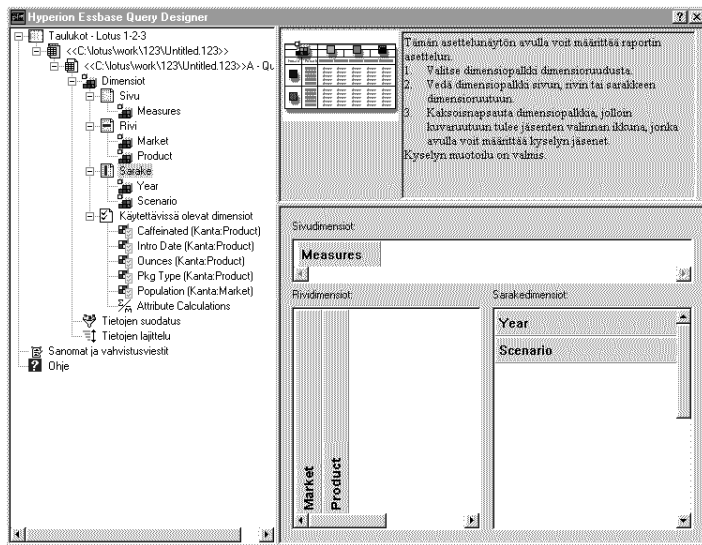 Hyperion Essbase Query Designer
Taulukot - Lotus 1-2-3
<<C:\lotus\work\123\Untitled.123>>
<<C:\lotus\work\123\Untitled.123>>A - Qu
Dimensiot
Sivu
Measures
Rivi
Market
Product
Sarake
Year
Scenario
Käytettävissä olevat dimensiot
Caffeinated (Kanta:Product)
Intro Date (Kanta:Product)
Ounces (Kanta:Product)
Pkg Type (Kanta:Product)
Population (Kanta:Market)
Attribute Calculations
Tietojen suodatus
Tietojen lajittelu
Sanomat ja vahvistusviestit
Ohje
Tämän asettelunäytön avulla voit määrittää raportin
asettelun.
1. Valitse dimensiopalkki dimensioruudusta.
2. Vedä dimensiopalkki sivun, rivin tai sarakkeen
dimensioruutuun.
3. Kaksoisnapsauta dimensiopalkkia, jolloin
kuvaruutuun tulee jäsenten valinnan ikkuna, jonka
avulla voit määrittää kyselyn jäsenet.
Kyselyn muotoilu on valmis.
Sivudimensiot:
Measures
Rividimensiot:
Market
Product
Sarakedimensiot:
Year
Scenario